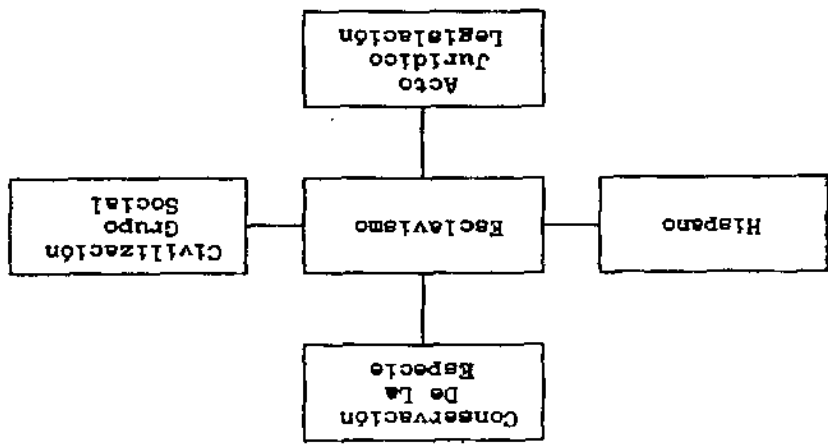 Conservación
De La
Especie
Hispano
Esclavismo
Civilización
Grupo
Social
Acto
Jurídico
Legislación